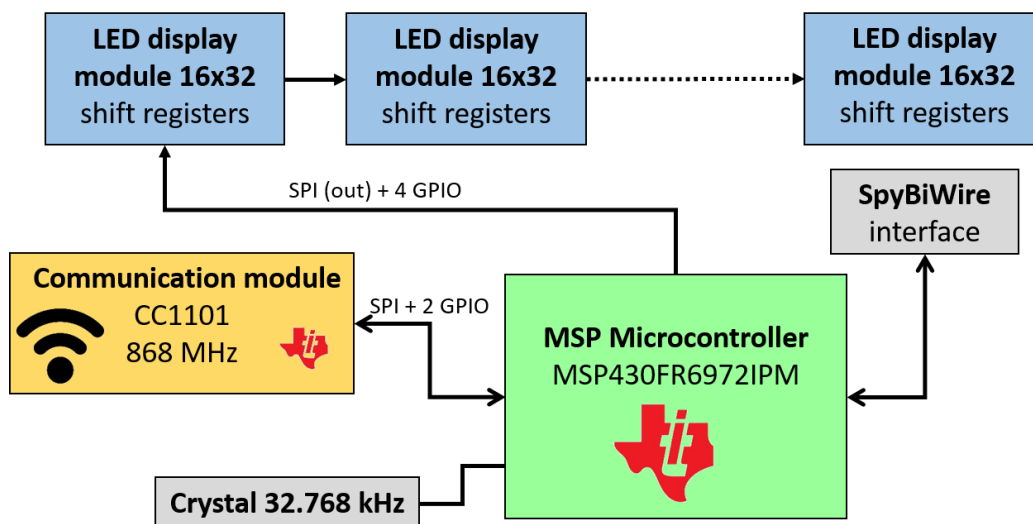 LED display
module 16x32
shift registers
LED display
module 16x32
shift registers
LED display
module 16x32
shift registers
SPI (out) + 4 GPIO
SpyBiWire
interface
Communication module
CC1101
868 MHz
SPI + 2 GPIO
MSP Microcontroller
MSP430FR6972IPM
Crystal 32.768 kHz